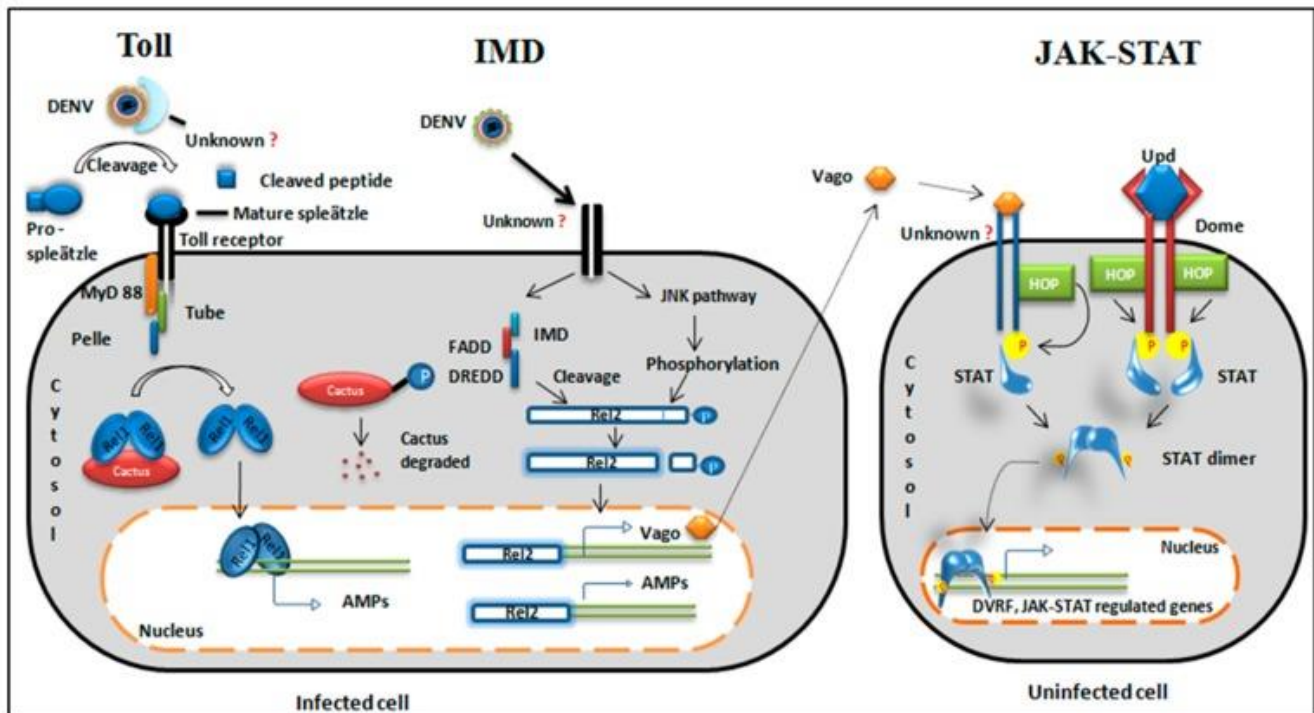 Toll
IMD
JAK-STAT
DENV
Unknown ?
Cleavage
Cleaved peptide
Pro-
spleätzle
Mature spleätzle
Toll receptor
MyD 88
Tube
Pelle
Cytosol
Rel1
Rel1
Cactus
Rel1
Rel1
Cactus
P
Cactus
degraded
DENV
Unknown ?
IMD
FADD
DREDD
JNK pathway
Cleavage
Phosphorylation
Rel2
P
Rel2
P
Rel1
Rel1
AMPs
Nucleus
Rel2
Vago
Rel2
AMPs
Infected cell
Vago
Upd
Unknown ?
Dome
HOP
HOP
HOP
P
P
P
STAT
STAT
Cytosol
P
P
STAT dimer
Nucleus
DVRF, JAK-STAT regulated genes
Uninfected cell